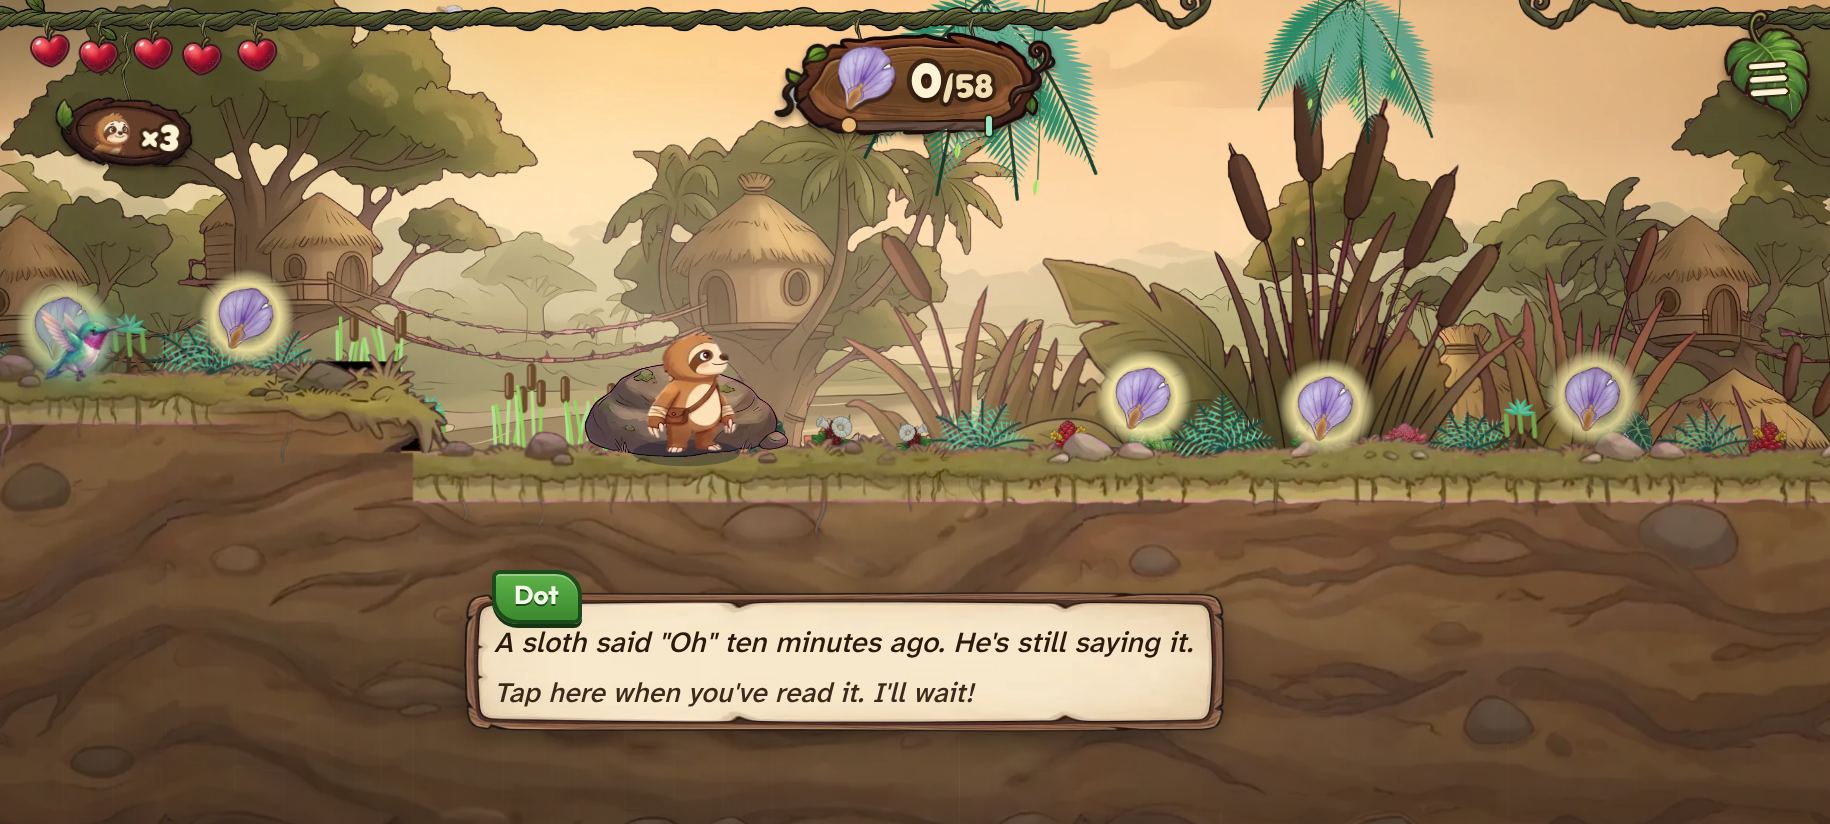 ×3
0/58
Dot
A sloth said "Oh" ten minutes ago. He's still saying it.
Tap here when you've read it. I'll wait!